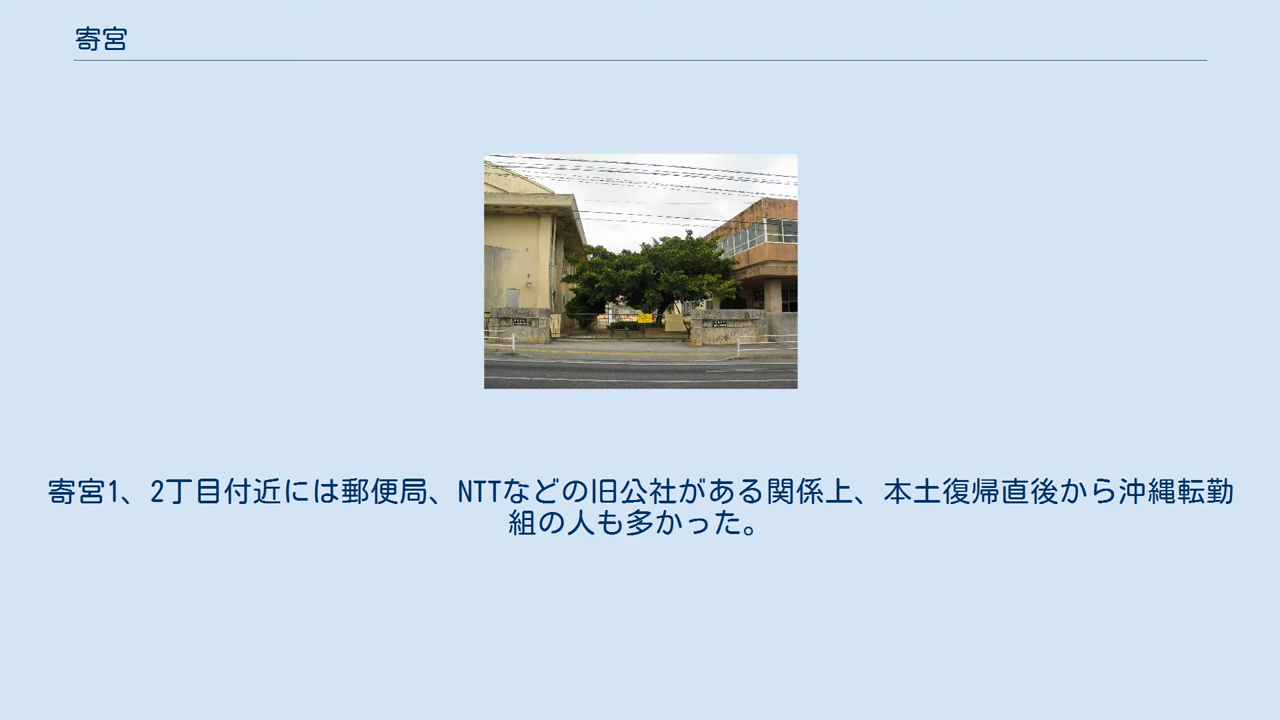 寄宮
寄宮1、2丁目付近には郵便局、NTTなどの旧公社がある関係上、本土復帰直後から沖縄転勤
組の人も多かった。